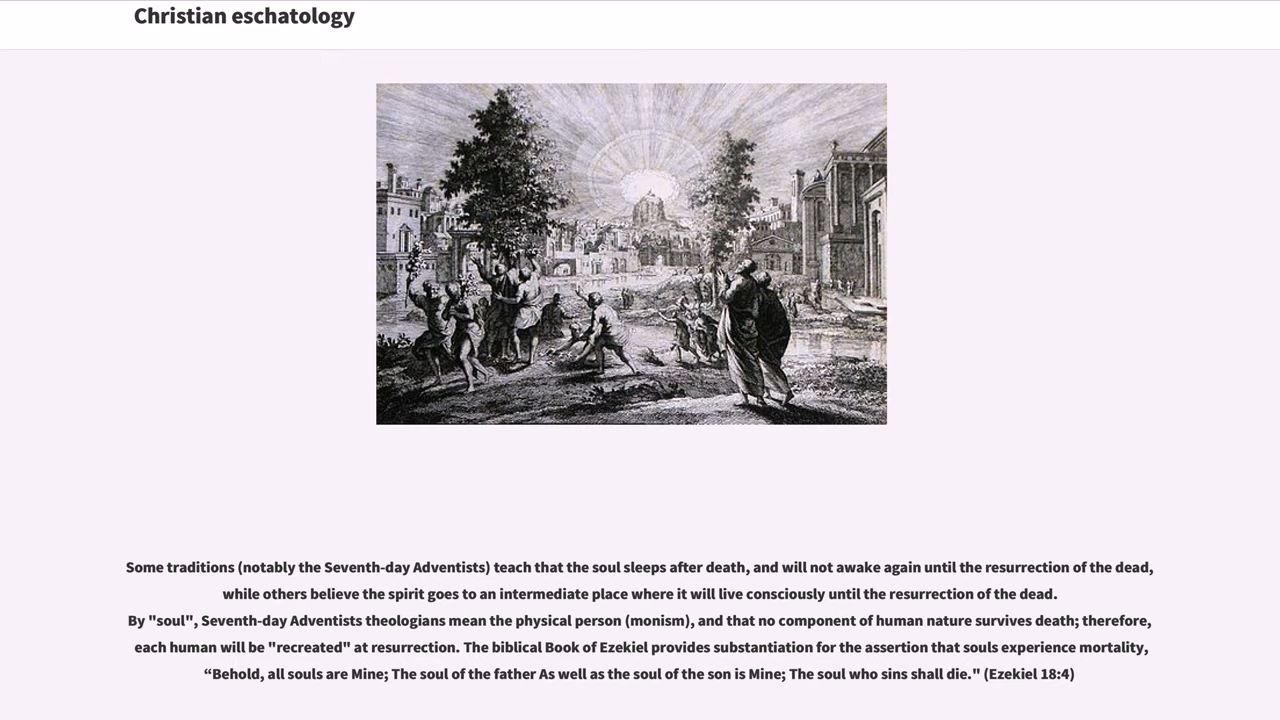 Christian eschatology
Some traditions (notably the Seventh-day Adventists) teach that the soul sleeps after death, and will not awake again until the resurrection of the dead,
while others believe the spirit goes to an intermediate place where it will live consciously until the resurrection of the dead.
By "soul", Seventh-day Adventists theologians mean the physical person (monism), and that no component of human nature survives death; therefore,
each human will be "recreated" at resurrection. The biblical Book of Ezekiel provides substantiation for the assertion that souls experience mortality,
“Behold, all souls are Mine; The soul of the father As well as the soul of the son is Mine; The soul who sins shall die." (Ezekiel 18:4)